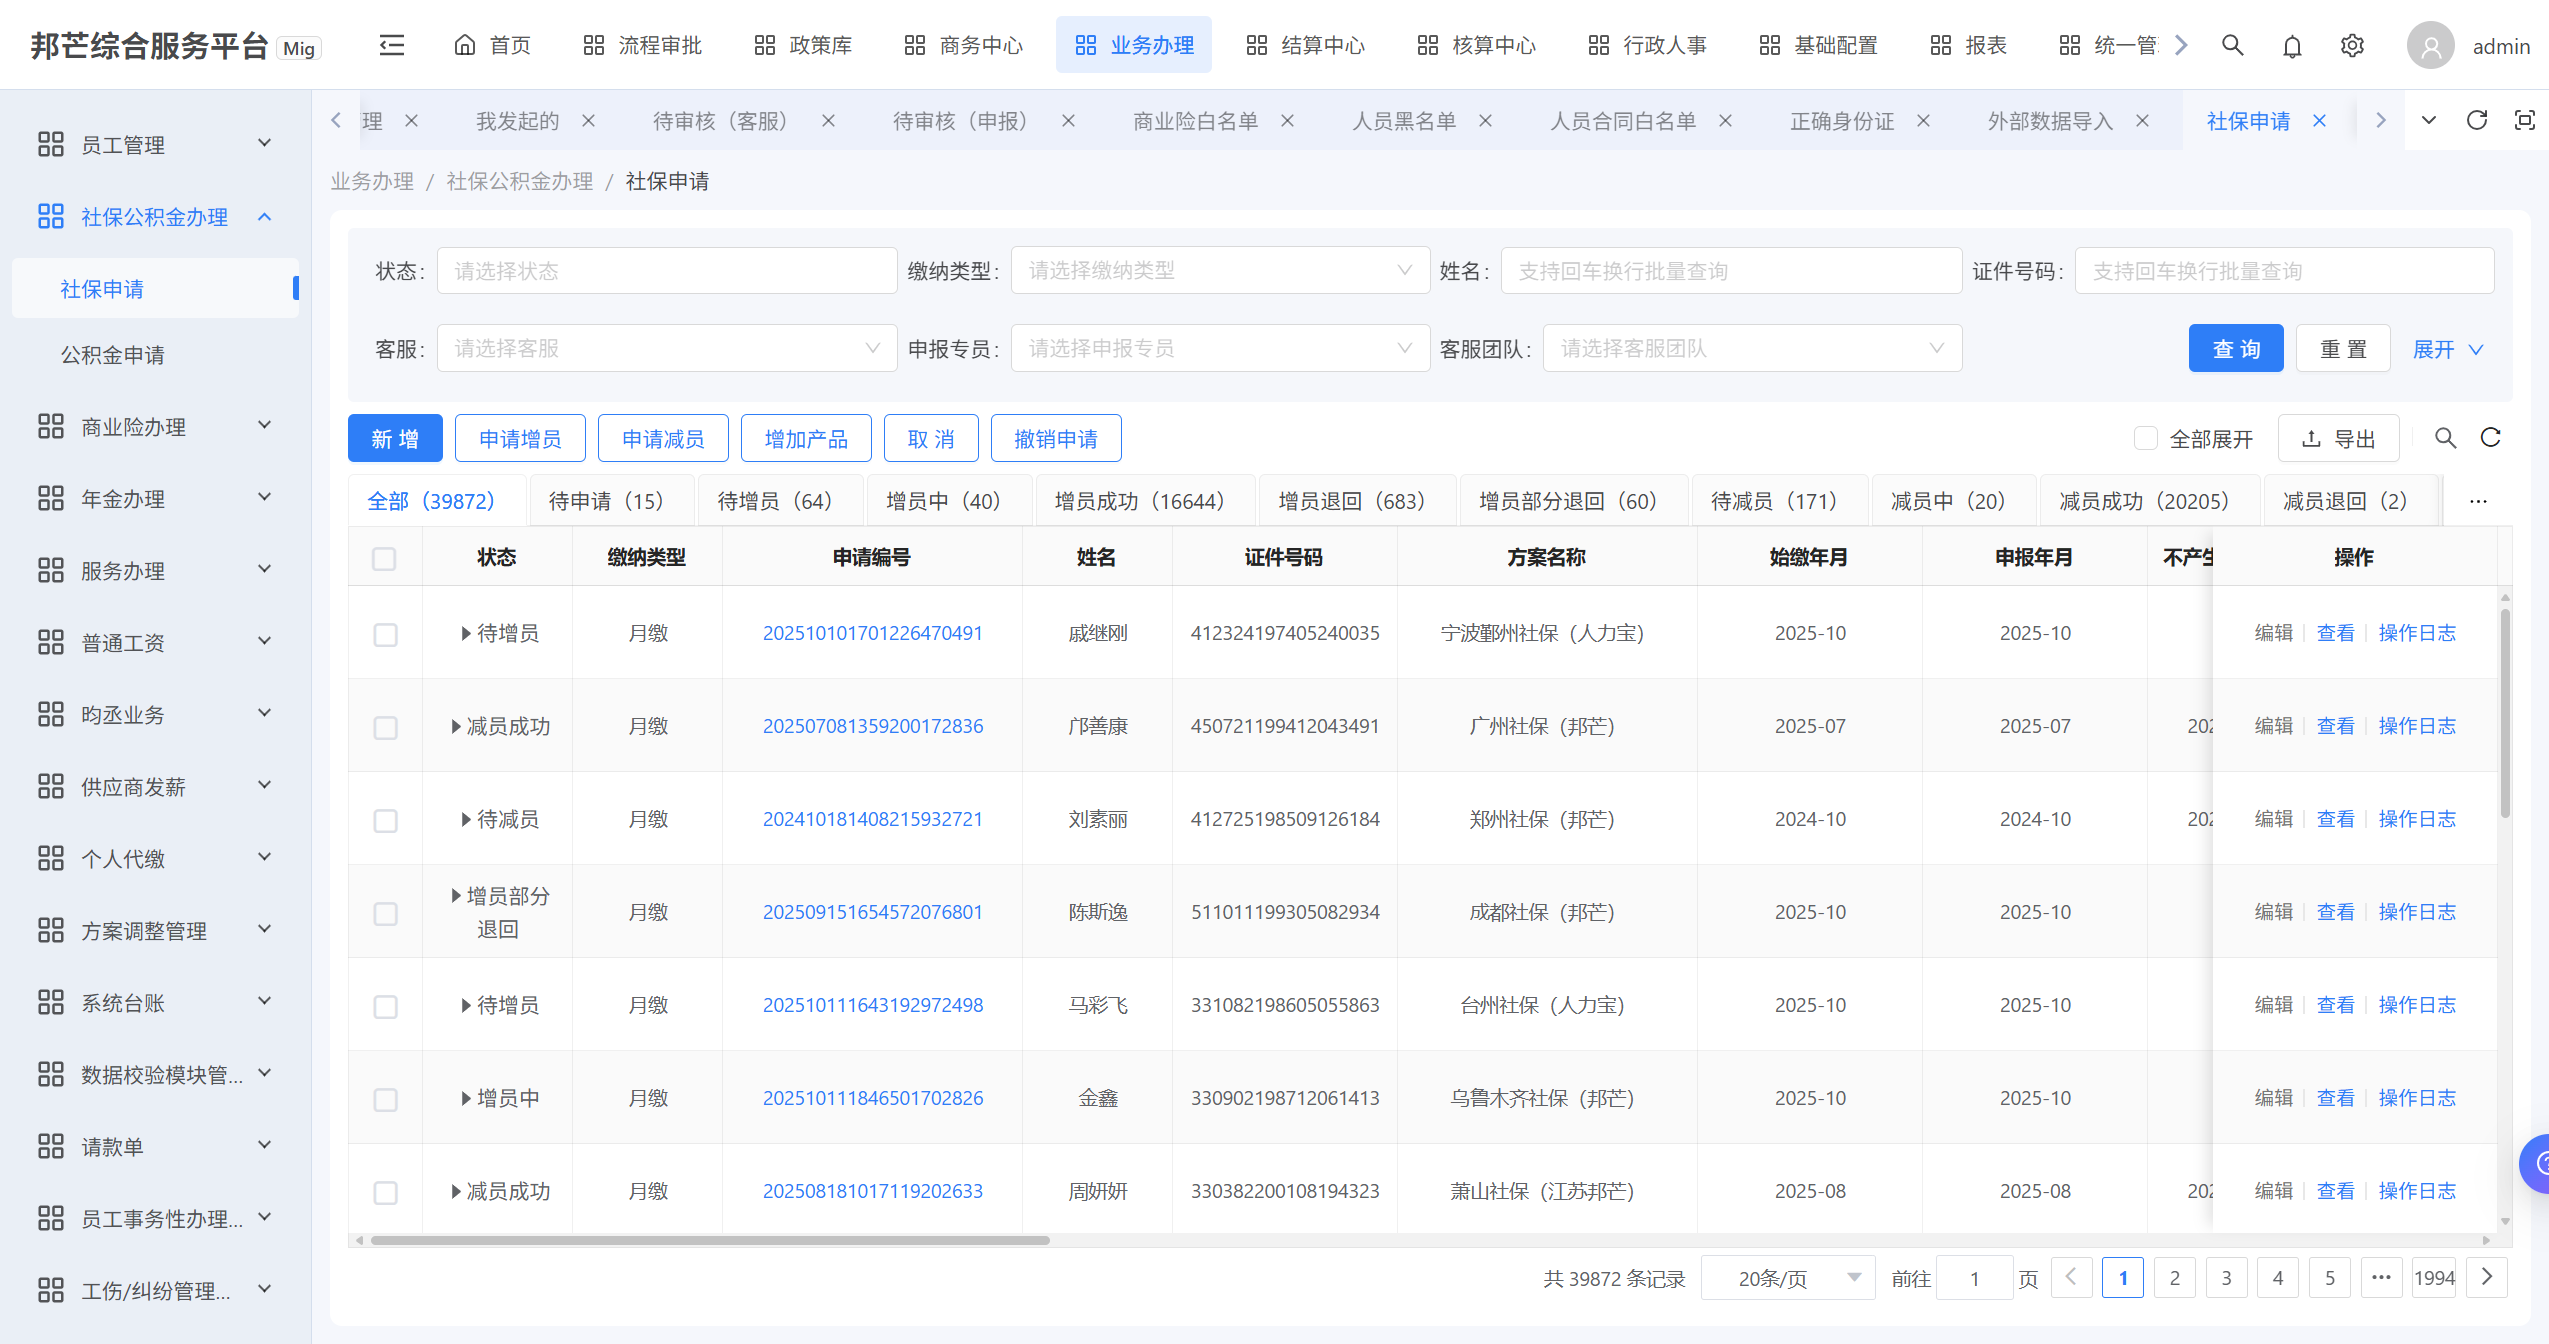 邦芒综合服务平台 Mig 首页 流程审批 政策库 商务中心 业务办理 结算中心 核算中心 行政人事 基础配置 报表 统一管 admin
理 我发起的 待审核（客服） 待审核（申报） 商业险白名单 人员黑名单 人员合同白名单 正确身份证 外部数据导入 社保申请
业务办理 / 社保公积金办理 / 社保申请
员工管理
社保公积金办理
社保申请
公积金申请
商业险办理
年金办理
服务办理
普通工资
昀丞业务
供应商发薪
个人代缴
方案调整管理
系统台账
数据校验模块管...
请款单
员工事务性办理...
工伤/纠纷管理...
状态: 请选择状态 缴纳类型: 请选择缴纳类型 姓名: 支持回车换行批量查询 证件号码: 支持回车换行批量查询
客服: 请选择客服 申报专员: 请选择申报专员 客服团队: 请选择客服团队 查 询 重 置 展开
新 增 申请增员 申请减员 增加产品 取 消 撤销申请 全部展开 导出
全部（39872） 待申请（15） 待增员（64） 增员中（40） 增员成功（16644） 增员退回（683） 增员部分退回（60） 待减员（171） 减员中（20） 减员成功（20205） 减员退回（2） ...
状态 缴纳类型 申请编号 姓名 证件号码 方案名称 始缴年月 申报年月 不产生 操作
待增员 月缴 202510101701226470491 戚继刚 412324197405240035 宁波鄞州社保（人力宝） 2025-10 2025-10 编辑 查看 操作日志
减员成功 月缴 202507081359200172836 邝善康 450721199412043491 广州社保（邦芒） 2025-07 2025-07 202 编辑 查看 操作日志
待减员 月缴 202410181408215932721 刘素丽 412725198509126184 郑州社保（邦芒） 2024-10 2024-10 202 编辑 查看 操作日志
增员部分
退回 月缴 202509151654572076801 陈斯逸 511011199305082934 成都社保（邦芒） 2025-10 2025-10 编辑 查看 操作日志
待增员 月缴 202510111643192972498 马彩飞 331082198605055863 台州社保（人力宝） 2025-10 2025-10 编辑 查看 操作日志
增员中 月缴 202510111846501702826 金鑫 330902198712061413 乌鲁木齐社保（邦芒） 2025-10 2025-10 编辑 查看 操作日志
减员成功 月缴 202508181017119202633 周妍妍 330382200108194323 萧山社保（江苏邦芒） 2025-08 2025-08 202 编辑 查看 操作日志
共 39872 条记录 20条/页 前往 1 页 1 2 3 4 5 ••• 1994